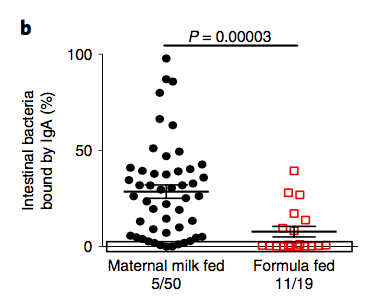 b
P = 0.00003
Intestinal bacteria
bound by IgA (%)
100
50
0
Maternal milk fed
5/50
Formula fed
11/19